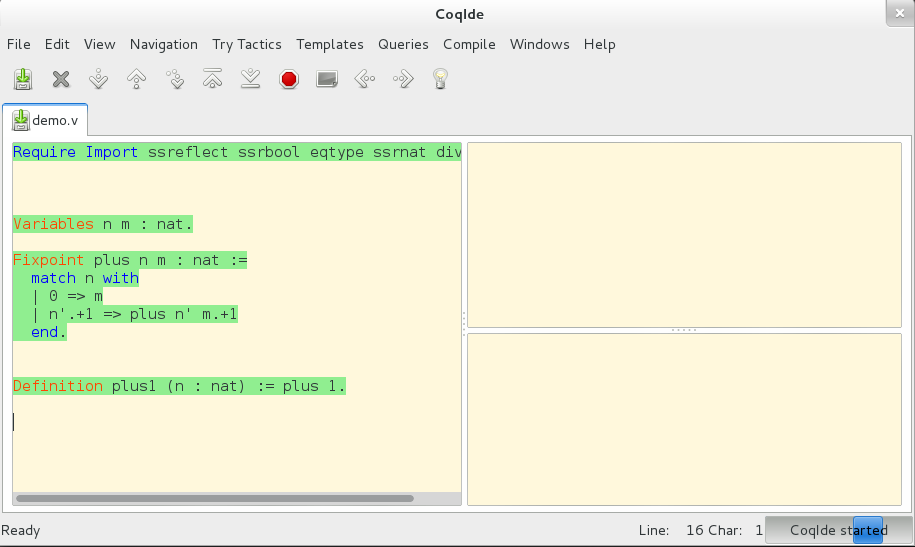 CoqIde
File Edit View Navigation Try Tactics Templates Queries Compile Windows Help
demo.v
Require Import ssreflect ssrbool eqtype ssrnat div
Variables n m : nat.
Fixpoint plus n m : nat :=
match n with
| 0 => m
| n'.+1 => plus n' m.+1
end.
Definition plus1 (n : nat) := plus 1.
Ready
Line: 16 Char: 1 CoqIde started